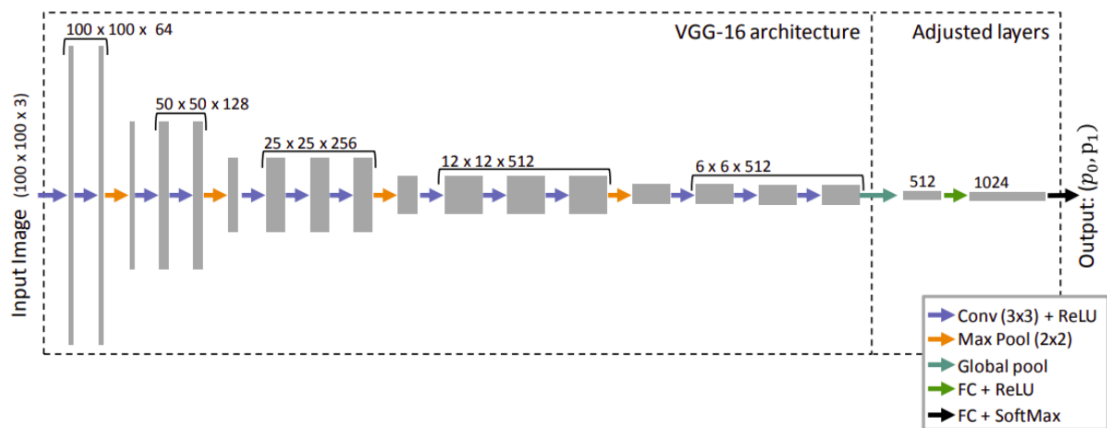 100 x 100 x 64
VGG-16 architecture
Adjusted layers
50 x 50 x 128
25 x 25 x 256
12 x 12 x 512
6 x 6 x 512
512
1024
Input Image (100 x 100 x 3)
Output: (p₀, p₁)
Conv (3x3) + ReLU
Max Pool (2x2)
Global pool
FC + ReLU
FC + SoftMax